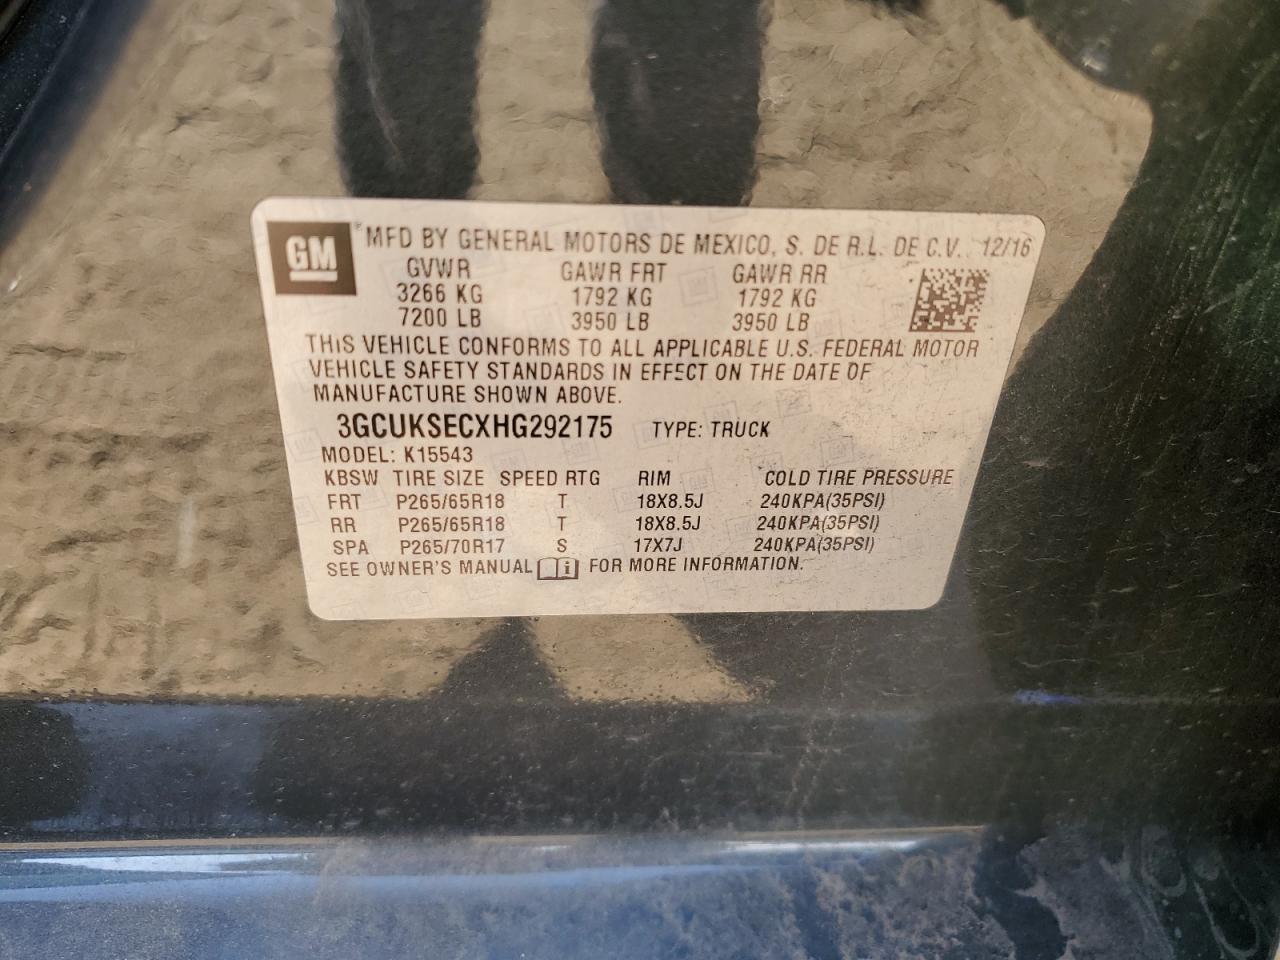 GM ® MFD BY GENERAL MOTORS DE MEXICO, S. DE R.L. DE C.V. 12/16
GVWR GAWR FRT GAWR RR
3266 KG 1792 KG 1792 KG
7200 LB 3950 LB 3950 LB
THIS VEHICLE CONFORMS TO ALL APPLICABLE U.S. FEDERAL MOTOR
VEHICLE SAFETY STANDARDS IN EFFECT ON THE DATE OF
MANUFACTURE SHOWN ABOVE.
3GCUKSECXHG292175 TYPE: TRUCK
MODEL: K15543
KBSW TIRE SIZE SPEED RTG RIM COLD TIRE PRESSURE
FRT P265/65R18 T 18X8.5J 240KPA(35PSI)
RR P265/65R18 T 18X8.5J 240KPA(35PSI)
SPA P265/70R17 S 17X7J 240KPA(35PSI)
SEE OWNER'S MANUAL i FOR MORE INFORMATION.